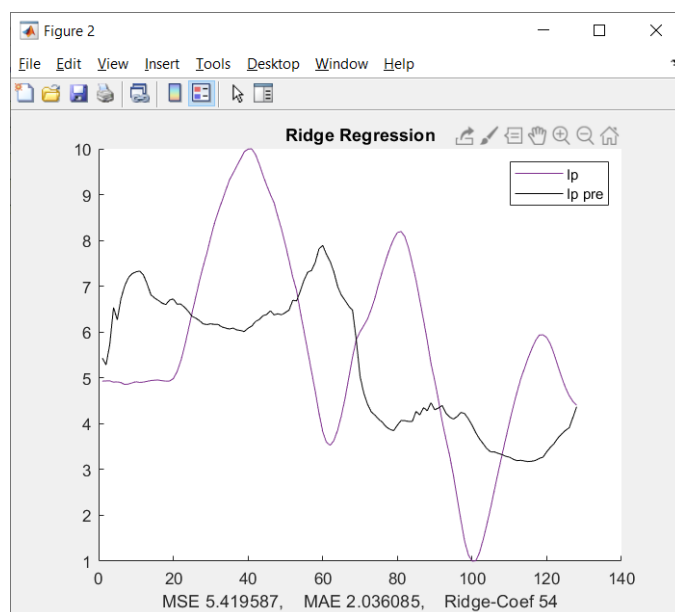 Figure 2
File Edit View Insert Tools Desktop Window Help
Ridge Regression
Ip
Ip pre
10
9
8
7
6
5
4
3
2
1
0 20 40 60 80 100 120 140
MSE 5.419587, MAE 2.036085, Ridge-Coef 54